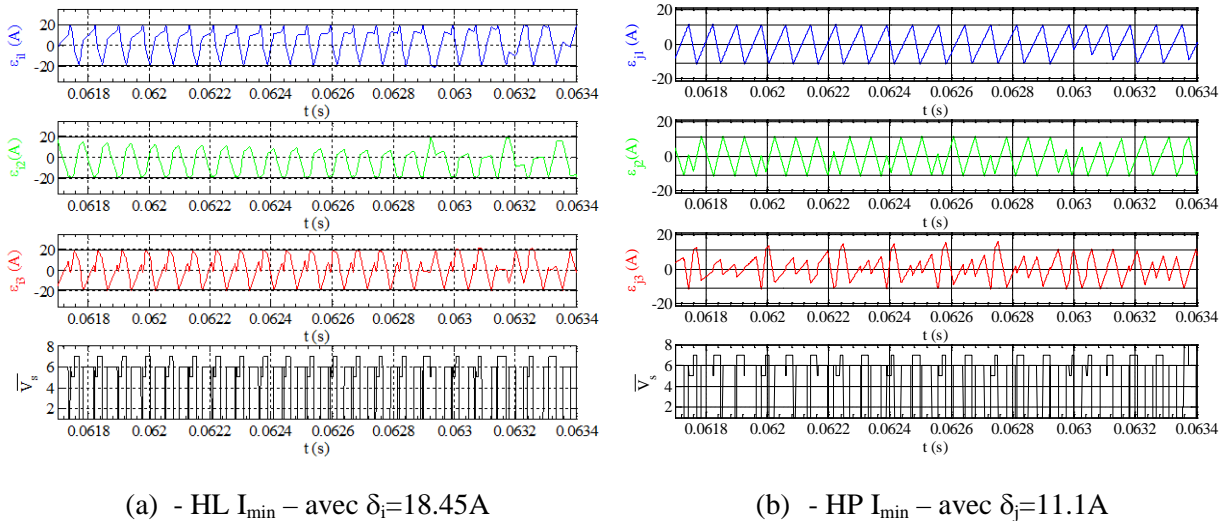 ε_i1 (A)
20
0
-20
0.0618 0.062 0.0622 0.0624 0.0626 0.0628 0.063 0.0632 0.0634
t (s)
ε_i2 (A)
20
0
-20
0.0618 0.062 0.0622 0.0624 0.0626 0.0628 0.063 0.0632 0.0634
t (s)
ε_i3 (A)
20
0
-20
0.0618 0.062 0.0622 0.0624 0.0626 0.0628 0.063 0.0632 0.0634
t (s)
V̅_s
8
6
4
2
0.0618 0.062 0.0622 0.0624 0.0626 0.0628 0.063 0.0632 0.0634
t (s)
(a) - HL I_min – avec δ_i=18.45A
ε_j1 (A)
20
0
-20
0.0618 0.062 0.0622 0.0624 0.0626 0.0628 0.063 0.0632 0.0634
t (s)
ε_j2 (A)
20
0
-20
0.0618 0.062 0.0622 0.0624 0.0626 0.0628 0.063 0.0632 0.0634
t (s)
ε_j3 (A)
20
0
-20
0.0618 0.062 0.0622 0.0624 0.0626 0.0628 0.063 0.0632 0.0634
t (s)
V̅_s
8
6
4
2
0.0618 0.062 0.0622 0.0624 0.0626 0.0628 0.063 0.0632 0.0634
t (s)
(b) - HP I_min – avec δ_j=11.1A